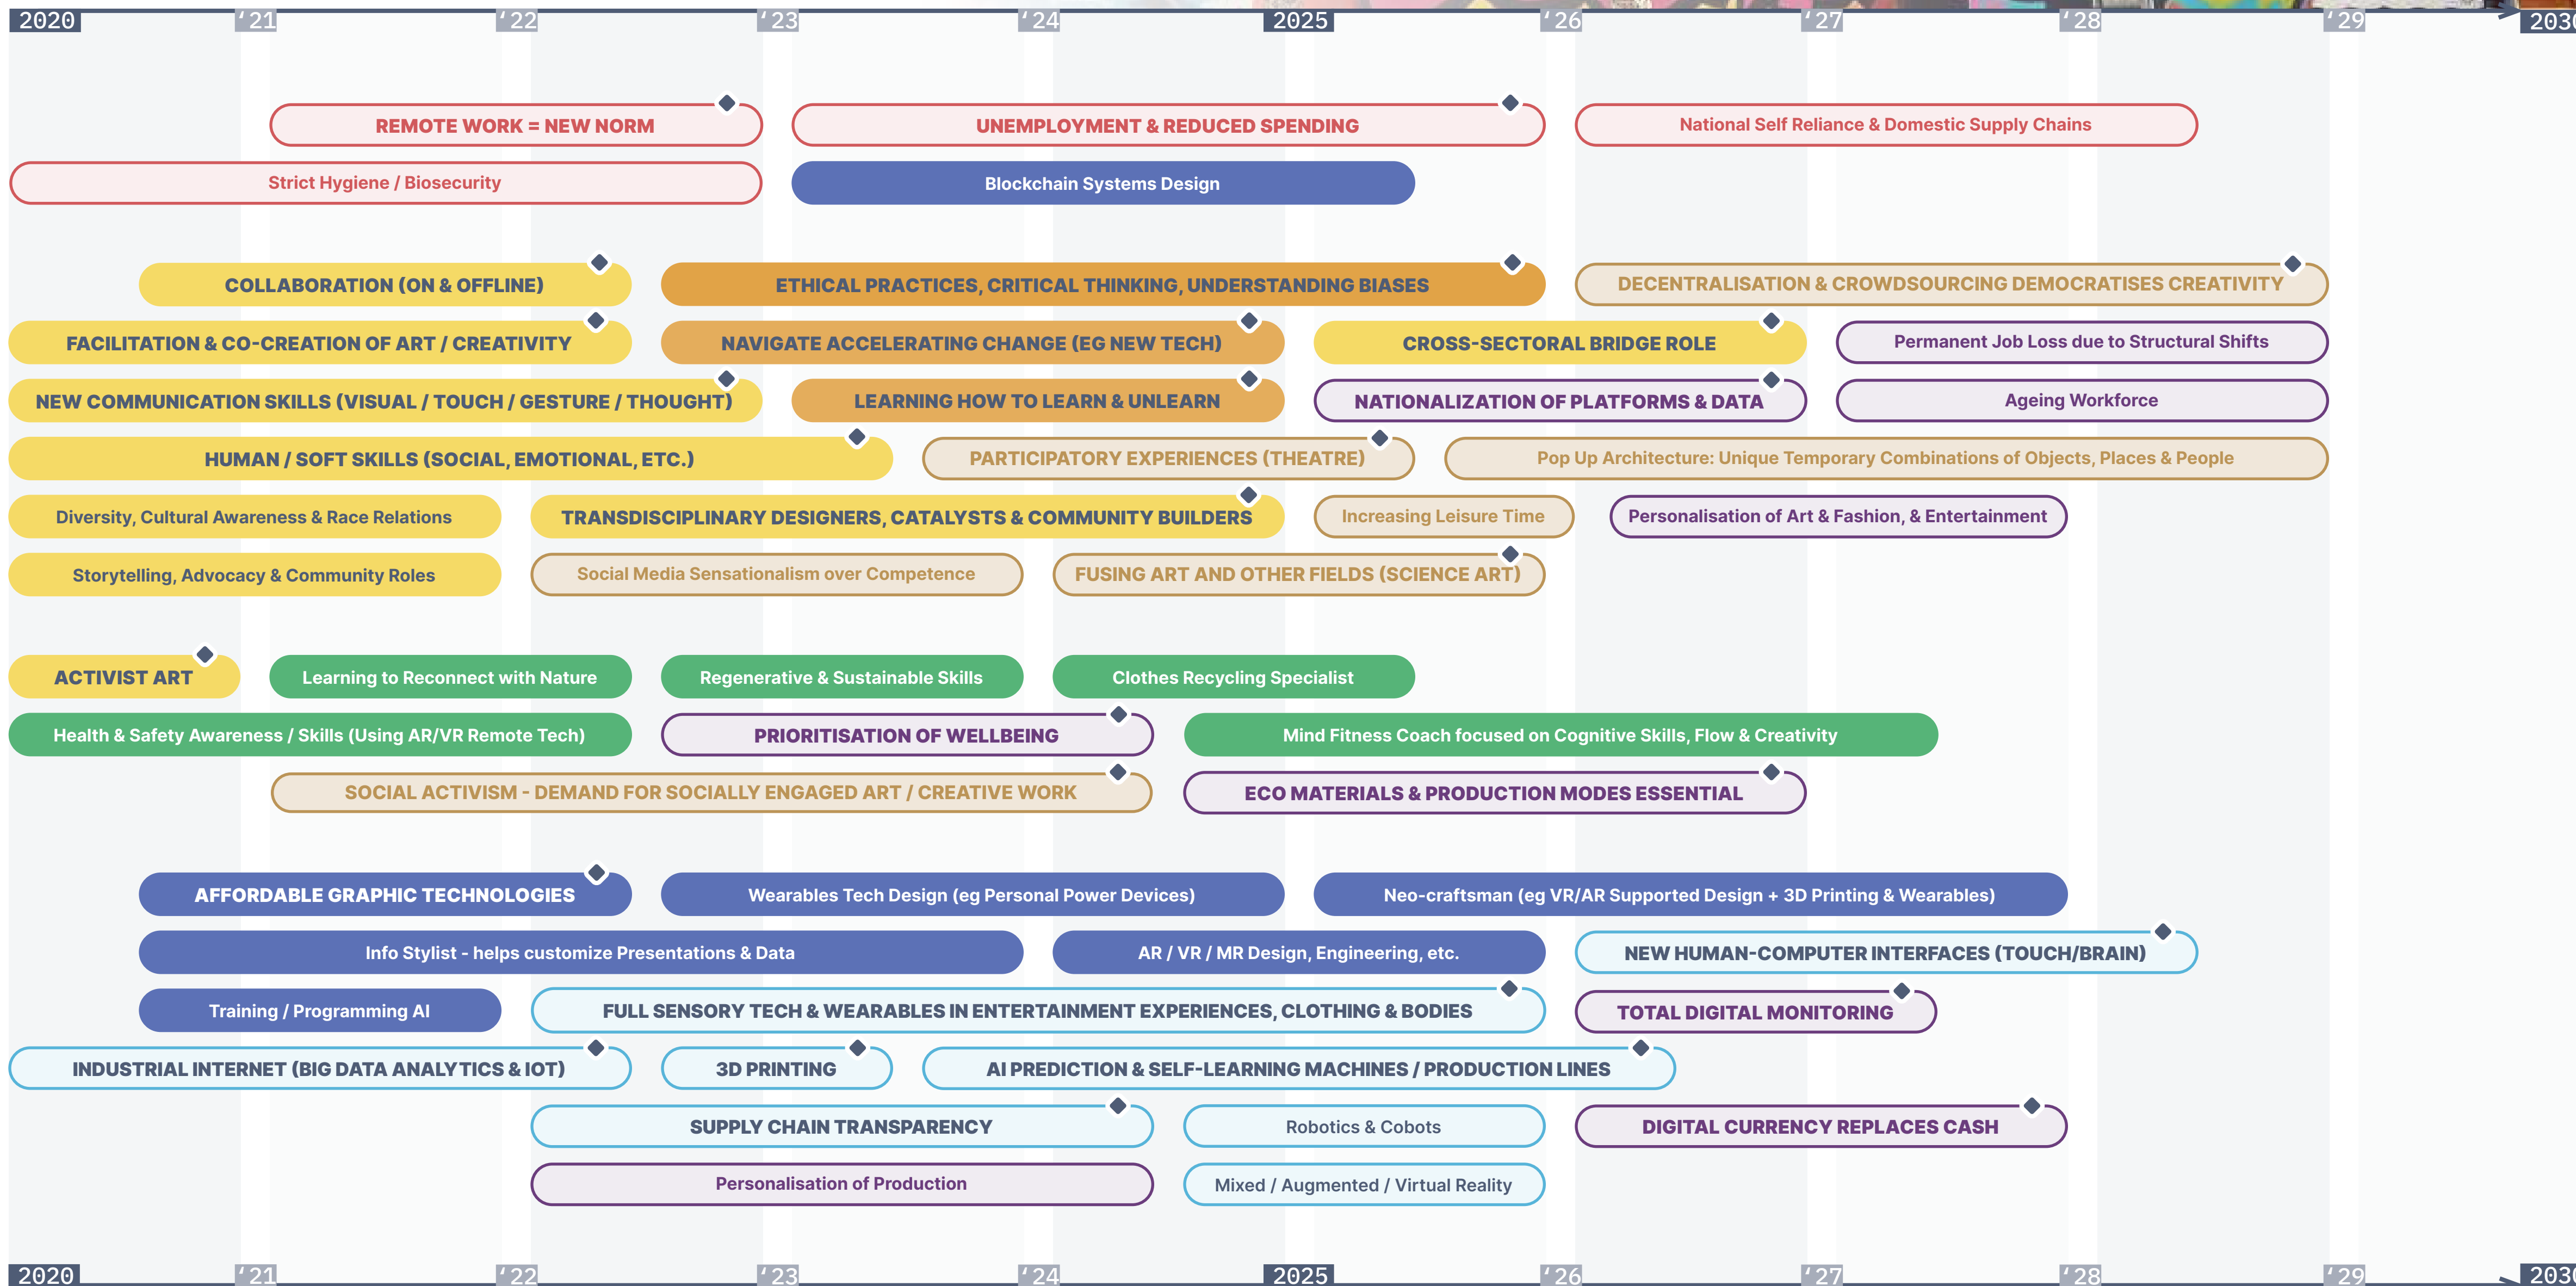 2020 ‘21 ‘22 ‘23 ‘24 2025 ‘26 ‘27 ‘28 ‘29
REMOTE WORK = NEW NORM
UNEMPLOYMENT & REDUCED SPENDING
National Self Reliance & Domestic Supply Chains
Strict Hygiene / Biosecurity
Blockchain Systems Design
COLLABORATION (ON & OFFLINE)
ETHICAL PRACTICES, CRITICAL THINKING, UNDERSTANDING BIASES
DECENTRALISATION & CROWDSOURCING DEMOCRATISES CREATIVITY
FACILITATION & CO-CREATION OF ART / CREATIVITY
NAVIGATE ACCELERATING CHANGE (EG NEW TECH)
CROSS-SECTORAL BRIDGE ROLE
Permanent Job Loss due to Structural Shifts
NEW COMMUNICATION SKILLS (VISUAL / TOUCH / GESTURE / THOUGHT)
LEARNING HOW TO LEARN & UNLEARN
NATIONALIZATION OF PLATFORMS & DATA
Ageing Workforce
HUMAN / SOFT SKILLS (SOCIAL, EMOTIONAL, ETC.)
PARTICIPATORY EXPERIENCES (THEATRE)
Pop Up Architecture: Unique Temporary Combinations of Objects, Places & People
Diversity, Cultural Awareness & Race Relations
TRANSDISCIPLINARY DESIGNERS, CATALYSTS & COMMUNITY BUILDERS
Increasing Leisure Time
Personalisation of Art & Fashion, & Entertainment
Storytelling, Advocacy & Community Roles
Social Media Sensationalism over Competence
FUSING ART AND OTHER FIELDS (SCIENCE ART)
ACTIVIST ART
Learning to Reconnect with Nature
Regenerative & Sustainable Skills
Clothes Recycling Specialist
Health & Safety Awareness / Skills (Using AR/VR Remote Tech)
PRIORITISATION OF WELLBEING
Mind Fitness Coach focused on Cognitive Skills, Flow & Creativity
SOCIAL ACTIVISM - DEMAND FOR SOCIALLY ENGAGED ART / CREATIVE WORK
ECO MATERIALS & PRODUCTION MODES ESSENTIAL
AFFORDABLE GRAPHIC TECHNOLOGIES
Wearables Tech Design (eg Personal Power Devices)
Neo-craftsman (eg VR/AR Supported Design + 3D Printing & Wearables)
Info Stylist - helps customize Presentations & Data
AR / VR / MR Design, Engineering, etc.
NEW HUMAN-COMPUTER INTERFACES (TOUCH/BRAIN)
Training / Programming AI
FULL SENSORY TECH & WEARABLES IN ENTERTAINMENT EXPERIENCES, CLOTHING & BODIES
TOTAL DIGITAL MONITORING
INDUSTRIAL INTERNET (BIG DATA ANALYTICS & IOT)
3D PRINTING
AI PREDICTION & SELF-LEARNING MACHINES / PRODUCTION LINES
SUPPLY CHAIN TRANSPARENCY
Robotics & Cobots
DIGITAL CURRENCY REPLACES CASH
Personalisation of Production
Mixed / Augmented / Virtual Reality
2020 ‘21 ‘22 ‘23 ‘24 2025 ‘26 ‘27 ‘28 ‘29